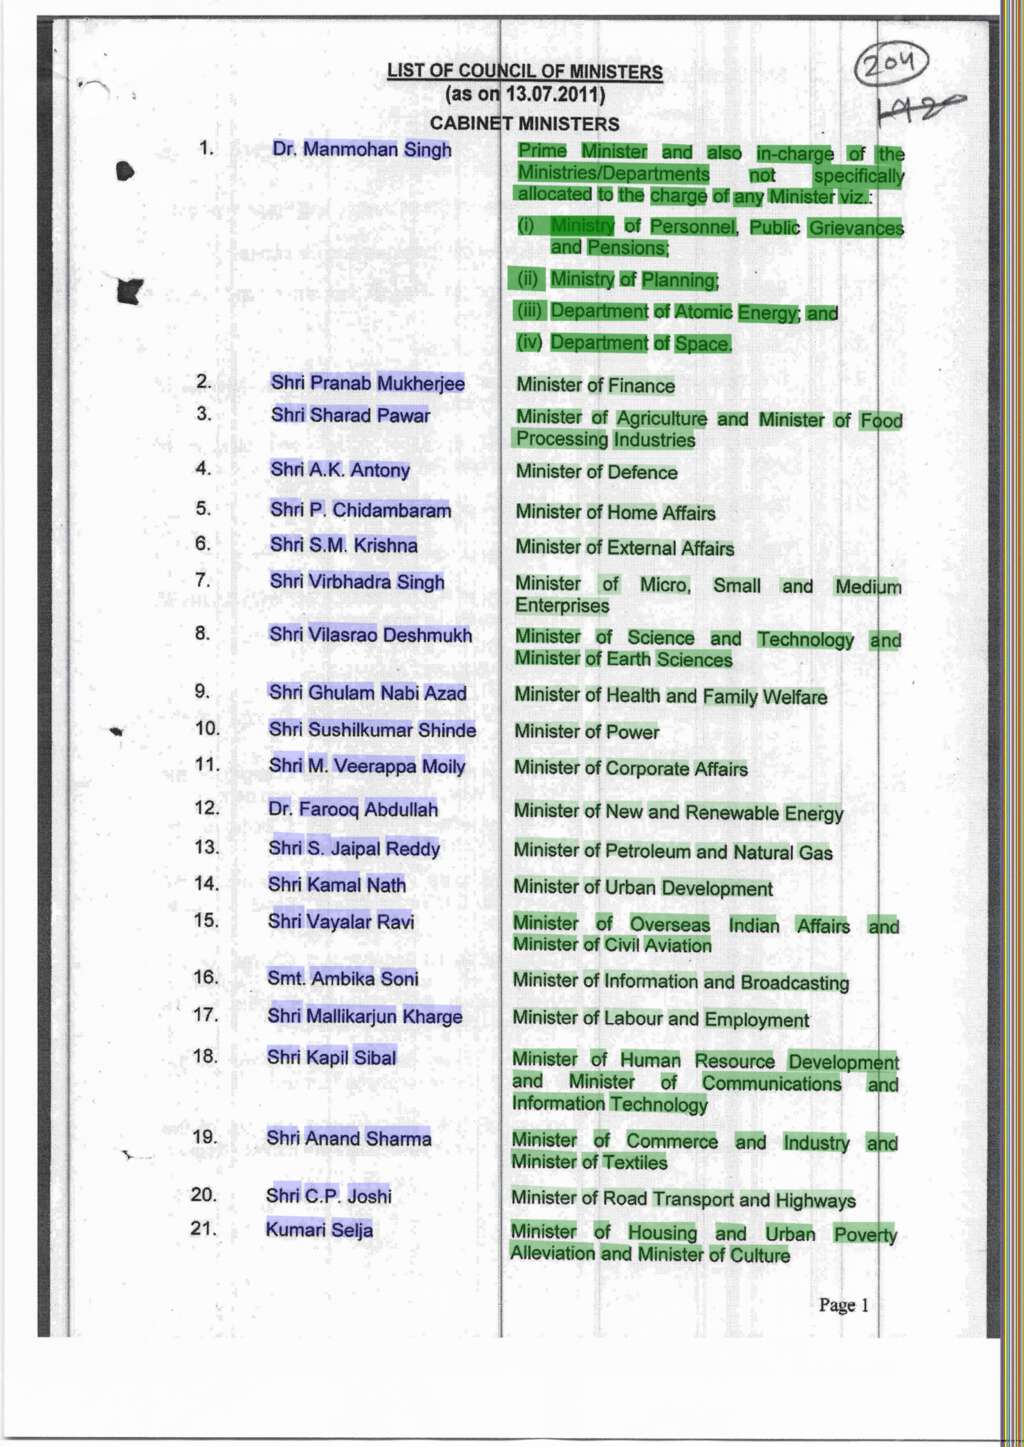 204
LIST OF COUNCIL OF MINISTERS
(as on 13.07.2011)
CABINET MINISTERS
1. Dr. Manmohan Singh Prime Minister and also in-charge of the
Ministries/Departments not specifically
allocated to the charge of any Minister viz.:
(i) Ministry of Personnel, Public Grievances
and Pensions;
(ii) Ministry of Planning;
(iii) Department of Atomic Energy; and
(iv) Department of Space.
2. Shri Pranab Mukherjee Minister of Finance
3. Shri Sharad Pawar Minister of Agriculture and Minister of Food
Processing Industries
4. Shri A.K. Antony Minister of Defence
5. Shri P. Chidambaram Minister of Home Affairs
6. Shri S.M. Krishna Minister of External Affairs
7. Shri Virbhadra Singh Minister of Micro, Small and Medium
Enterprises
8. Shri Vilasrao Deshmukh Minister of Science and Technology and
Minister of Earth Sciences
9. Shri Ghulam Nabi Azad Minister of Health and Family Welfare
10. Shri Sushilkumar Shinde Minister of Power
11. Shri M. Veerappa Moily Minister of Corporate Affairs
12. Dr. Farooq Abdullah Minister of New and Renewable Energy
13. Shri S. Jaipal Reddy Minister of Petroleum and Natural Gas
14. Shri Kamal Nath Minister of Urban Development
15. Shri Vayalar Ravi Minister of Overseas Indian Affairs and
Minister of Civil Aviation
16. Smt. Ambika Soni Minister of Information and Broadcasting
17. Shri Mallikarjun Kharge Minister of Labour and Employment
18. Shri Kapil Sibal Minister of Human Resource Development
and Minister of Communications and
Information Technology
19. Shri Anand Sharma Minister of Commerce and Industry and
Minister of Textiles
20. Shri C.P. Joshi Minister of Road Transport and Highways
21. Kumari Selja Minister of Housing and Urban Poverty
Alleviation and Minister of Culture
Page 1